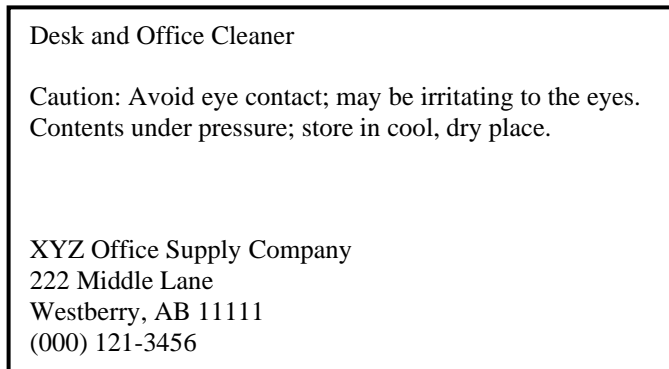 Desk and Office Cleaner
Caution: Avoid eye contact; may be irritating to the eyes.
Contents under pressure; store in cool, dry place.
XYZ Office Supply Company
222 Middle Lane
Westberry, AB 11111
(000) 121-3456